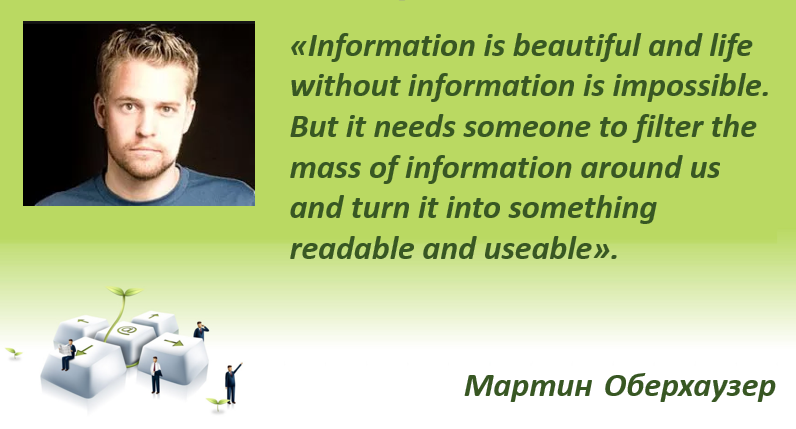 «Information is beautiful and life
without information is impossible.
But it needs someone to filter the
mass of information around us
and turn it into something
readable and useable».
@
Мартин Оберхаузер